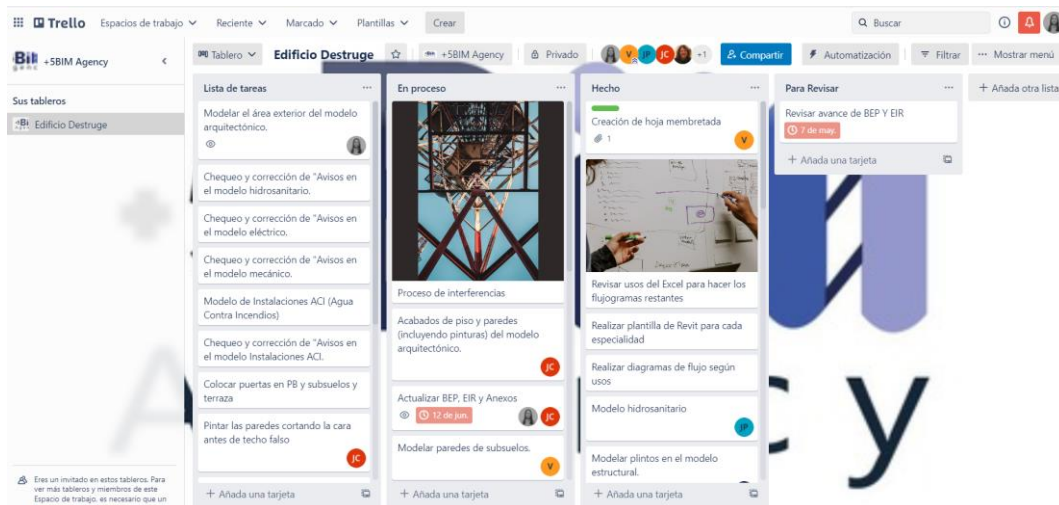 Trello Espacios de trabajo Reciente Marcado Plantillas Crear Buscar
+5BIM Agency
Sus tableros
Edificio Destruge
Eres un invitado en estos tableros. Para
ver más tableros y miembros de este
Espacio de trabajo, es necesario que un
Tablero Edificio Destruge +5BIM Agency Privado V JP JC +1 Compartir Automatización Filtrar Mostrar menú
Lista de tareas
Modelar el área exterior del modelo
arquitectónico.
Chequeo y corrección de "Avisos en
el modelo hidrosanitario.
Chequeo y corrección de "Avisos en
el modelo eléctrico.
Chequeo y corrección de "Avisos en
el modelo mecánico.
Modelo de Instalaciones ACI (Agua
Contra Incendios)
Chequeo y corrección de "Avisos en
el modelo Instalaciones ACI.
Colocar puertas en PB y subsuelos y
terraza
Pintar las paredes cortando la cara
antes de techo falso
JC
+ Añada una tarjeta
En proceso
Proceso de interferencias
Acabados de piso y paredes
(incluyendo pinturas) del modelo
arquitectónico.
JC
Actualizar BEP, EIR y Anexos
12 de jun. JC
Modelar paredes de subsuelos.
V
+ Añada una tarjeta
Hecho
Creación de hoja membretada
1 V
Revisar usos del Excel para hacer los
flujogramas restantes
Realizar plantilla de Revit para cada
especialidad
Realizar diagramas de flujo según
usos
Modelo hidrosanitario
JP
Modelar plintos en el modelo
estructural.
+ Añada una tarjeta
Para Revisar
Revisar avance de BEP Y EIR
7 de may.
+ Añada una tarjeta
+ Añada otra lista